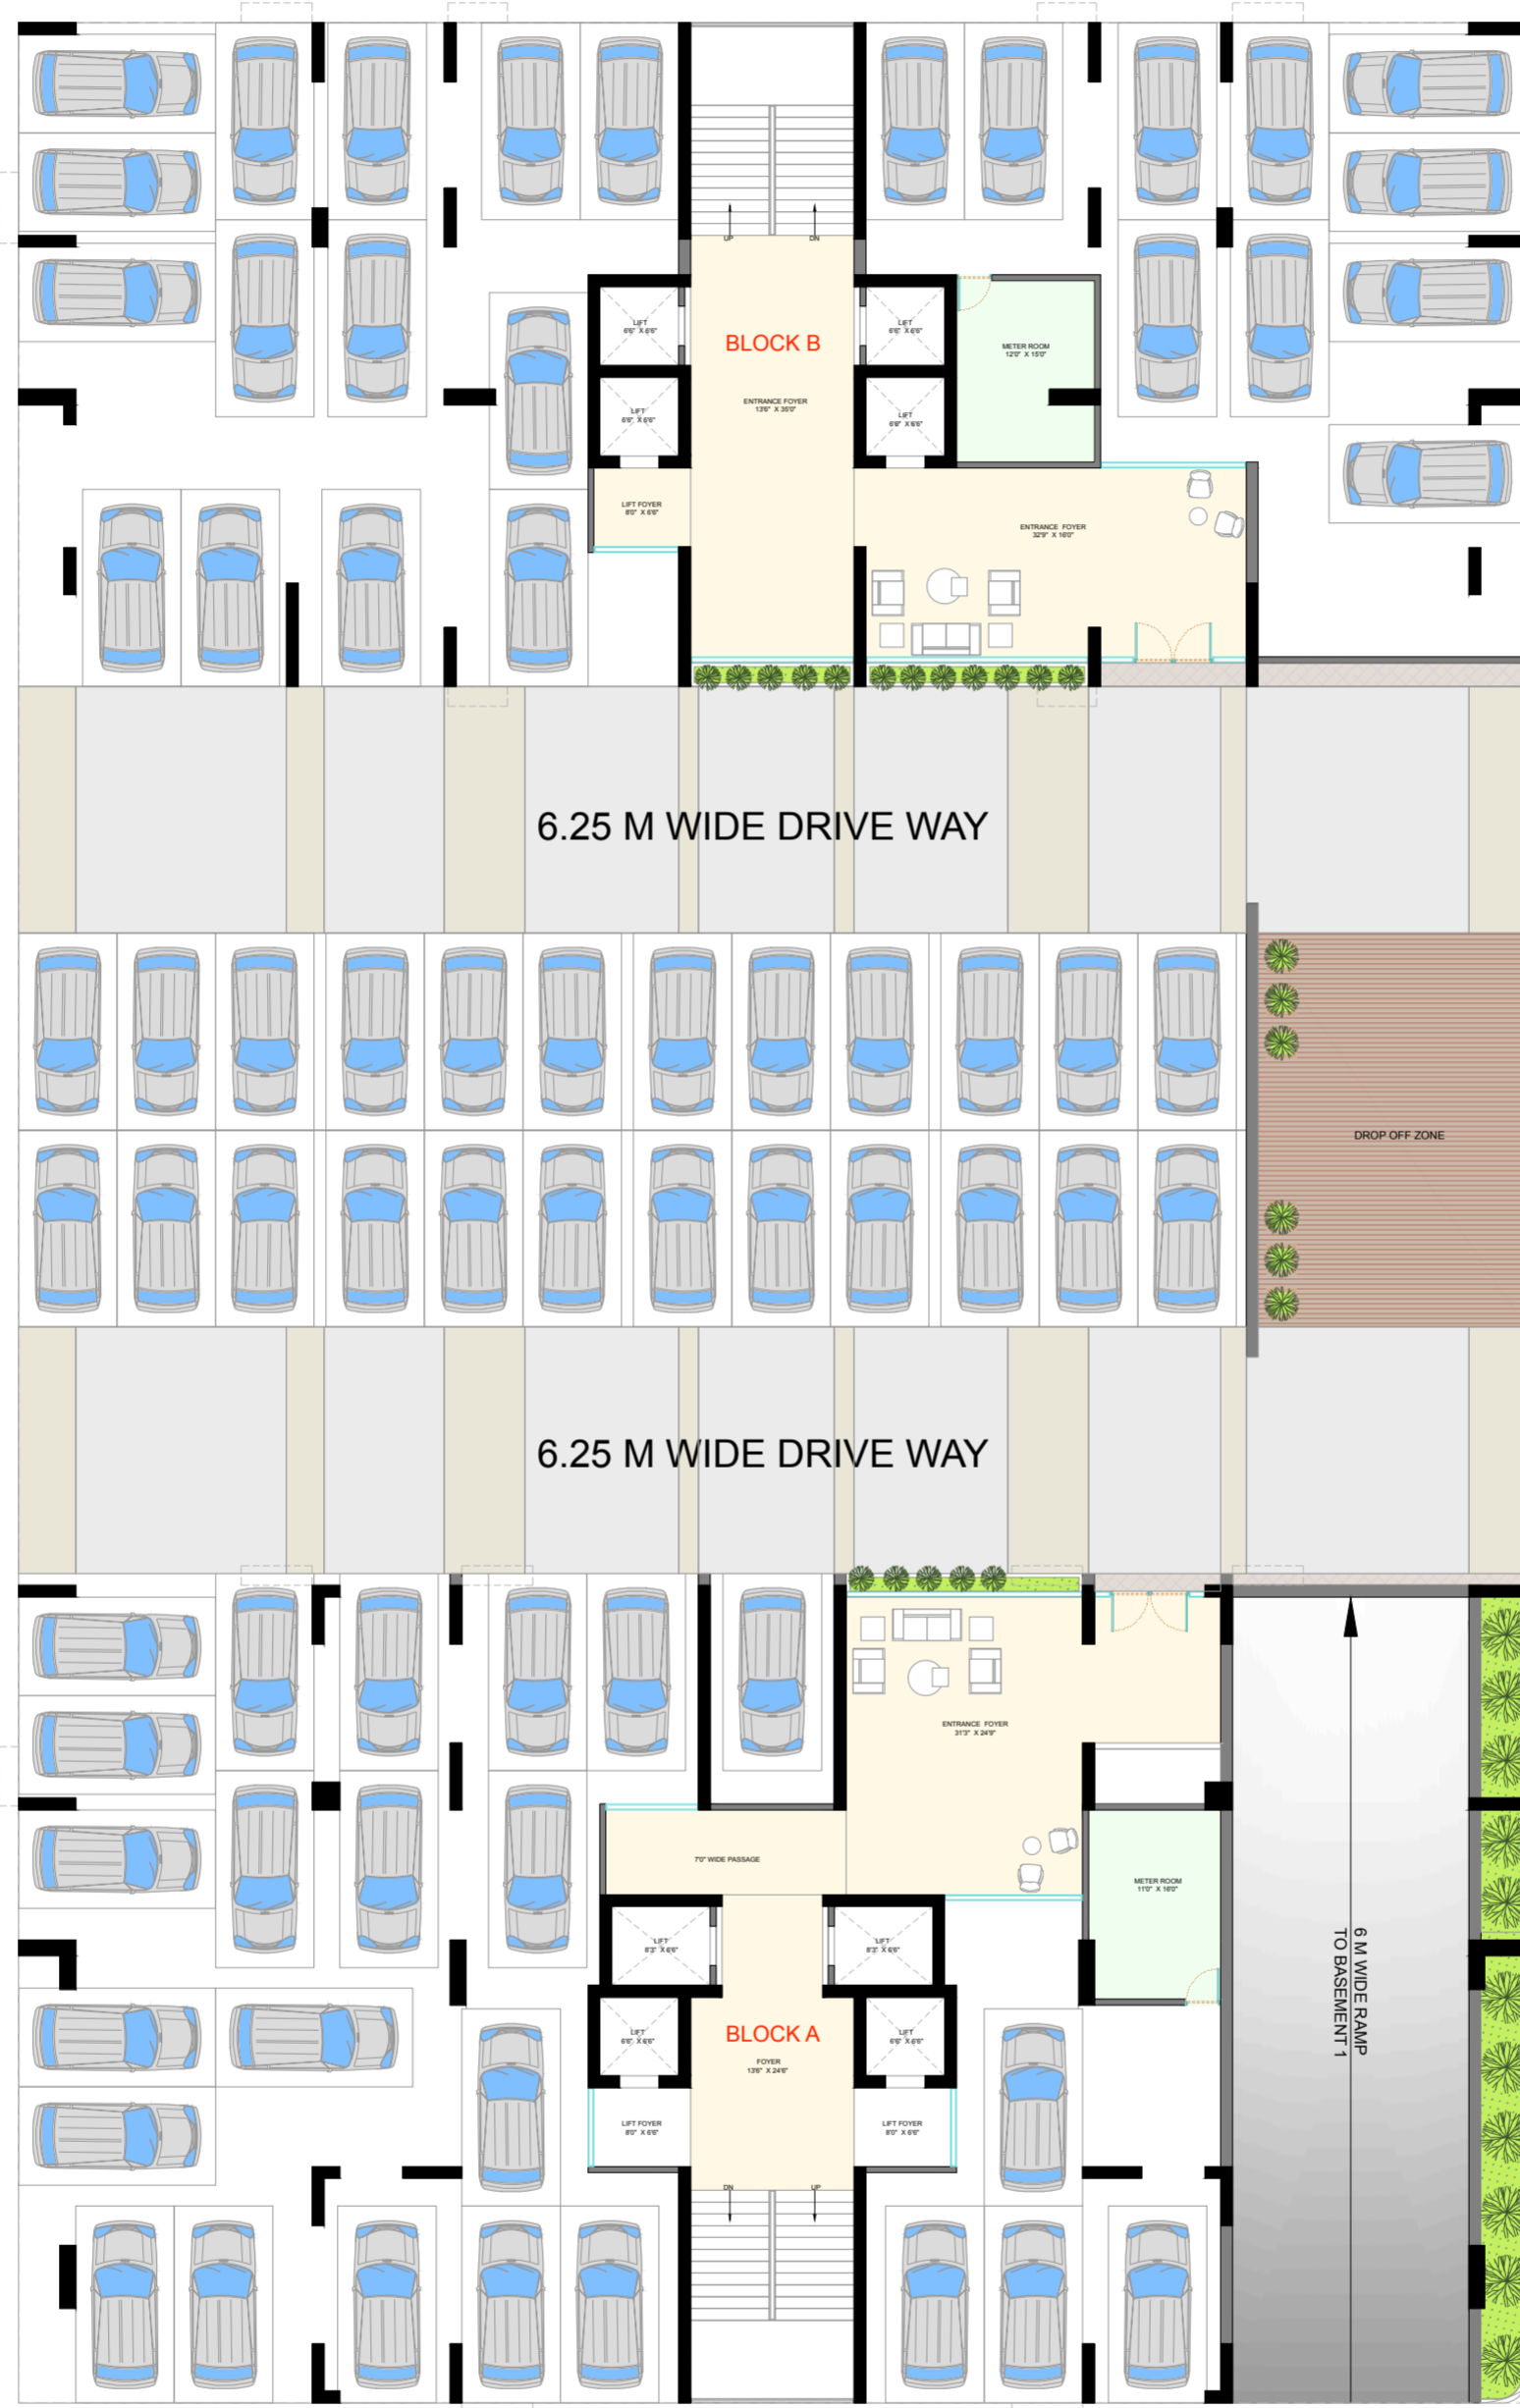 UP
DN
LIFT
6'6" X 6'6"
BLOCK B
LIFT
6'6" X 6'6"
METER ROOM
12'0" X 15'0"
LIFT
6'6" X 6'6"
ENTRANCE FOYER
13'6" X 35'0"
LIFT
6'6" X 6'6"
LIFT FOYER
8'0" X 6'6"
ENTRANCE FOYER
32'9" X 16'0"
6.25 M WIDE DRIVE WAY
DROP OFF ZONE
6.25 M WIDE DRIVE WAY
ENTRANCE FOYER
31'3" X 24'9"
7'0" WIDE PASSAGE
METER ROOM
11'0" X 16'0"
LIFT
8'3" X 6'6"
LIFT
8'3" X 6'6"
6 M WIDE RAMP
TO BASEMENT 1
LIFT
6'6" X 6'6"
BLOCK A
LIFT
6'6" X 6'6"
FOYER
13'6" X 24'6"
LIFT FOYER
8'0" X 6'6"
LIFT FOYER
8'0" X 6'6"
DN
UP